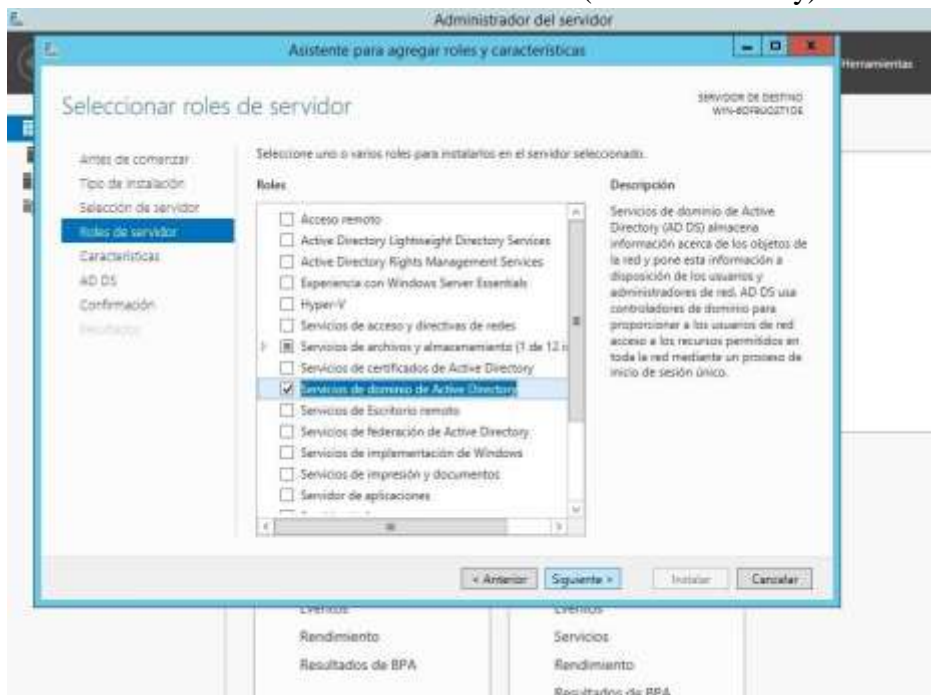 Administrador del servidor
Asistente para agregar roles y características
Herramientas
Seleccionar roles de servidor
SERVIDOR DE DESTINO
Antes de comenzar
Tipo de instalación
Selección de servidor
Roles de servidor
Características
AD DS
Confirmación
Resultados
Seleccione uno o varios roles para instalarlos en el servidor seleccionado.
Roles
Acceso remoto
Active Directory Lightweight Directory Services
Active Directory Rights Management Services
Experiencia con Windows Server Essentials
Hyper-V
Servicios de acceso y directivas de redes
Servicios de archivos y almacenamiento (1 de 12
Servicios de certificados de Active Directory
Servicios de dominio de Active Directory
Servicios de Escritorio remoto
Servicios de federación de Active Directory
Servicios de implementación de Windows
Servicios de impresión y documentos
Servidor de aplicaciones
Descripción
Servicios de dominio de Active
Directory (AD DS) almacena
información acerca de los objetos de
la red y pone esta información a
disposición de los usuarios y
administradores de red. AD DS usa
controladores de dominio para
proporcionar a los usuarios de red
acceso a los recursos permitidos en
toda la red mediante un proceso de
inicio de sesión único.
< Anterior
Siguiente >
Instalar
Cancelar
Eventos
Rendimiento
Resultados de BPA
Eventos
Servicios
Rendimiento
Resultados de BPA